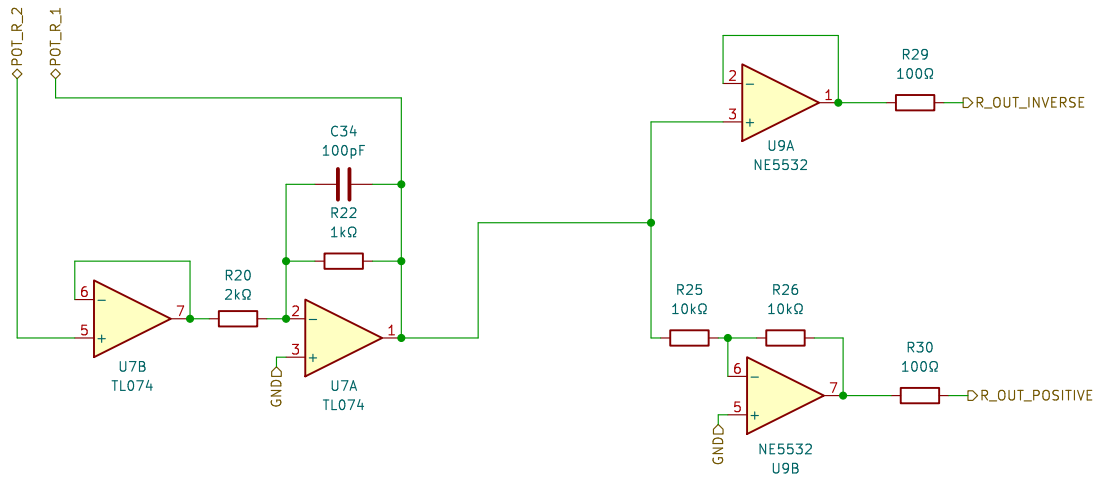 POT_R_2
POT_R_1
R29
100Ω
2
−
1
R_OUT_INVERSE
3
+
U9A
NE5532
C34
100pF
R22
1kΩ
R20
2kΩ
6
−
7
5
+
U7B
TL074
2
−
1
3
+
GND
U7A
TL074
R25
10kΩ
R26
10kΩ
6
−
7
5
+
GND
NE5532
U9B
R30
100Ω
R_OUT_POSITIVE